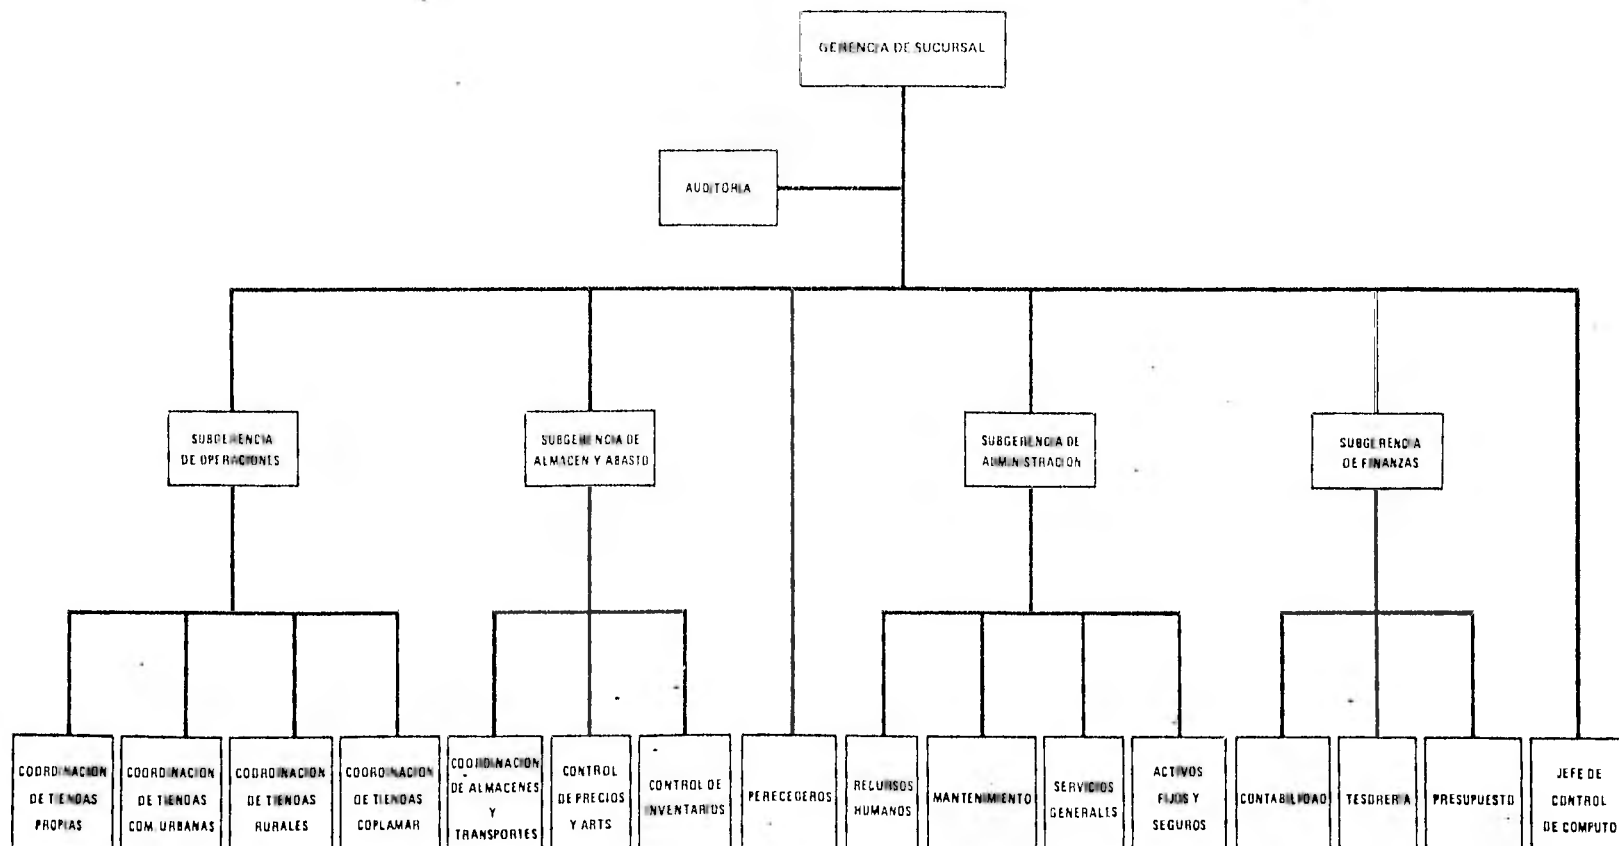 GERENCIA DE SUCURSAL
AUDITORIA
SUBGERENCIA
DE OPERACIONES
SUBGERENCIA DE
ALMACEN Y ABASTO
SUBGERENCIA DE
ADMINISTRACION
SUBGERENCIA
DE FINANZAS
COORDINACION
DE TIENDAS
PROPIAS
COORDINACION
DE TIENDAS
COM. URBANAS
COORDINACION
DE TIENDAS
RURALES
COORDINACION
DE TIENDAS
COPLAMAR
COORDINACION
DE ALMACENES
Y
TRANSPORTES
CONTROL
DE PRECIOS
Y ARTS
CONTROL DE
INVENTARIOS
PERECEDEROS
RECURSOS
HUMANOS
MANTENIMIENTO
SERVICIOS
GENERALES
ACTIVOS
FIJOS Y
SEGUROS
CONTABILIDAD
TESORERIA
PRESUPUESTO
JEFE DE
CONTROL
DE COMPUTO